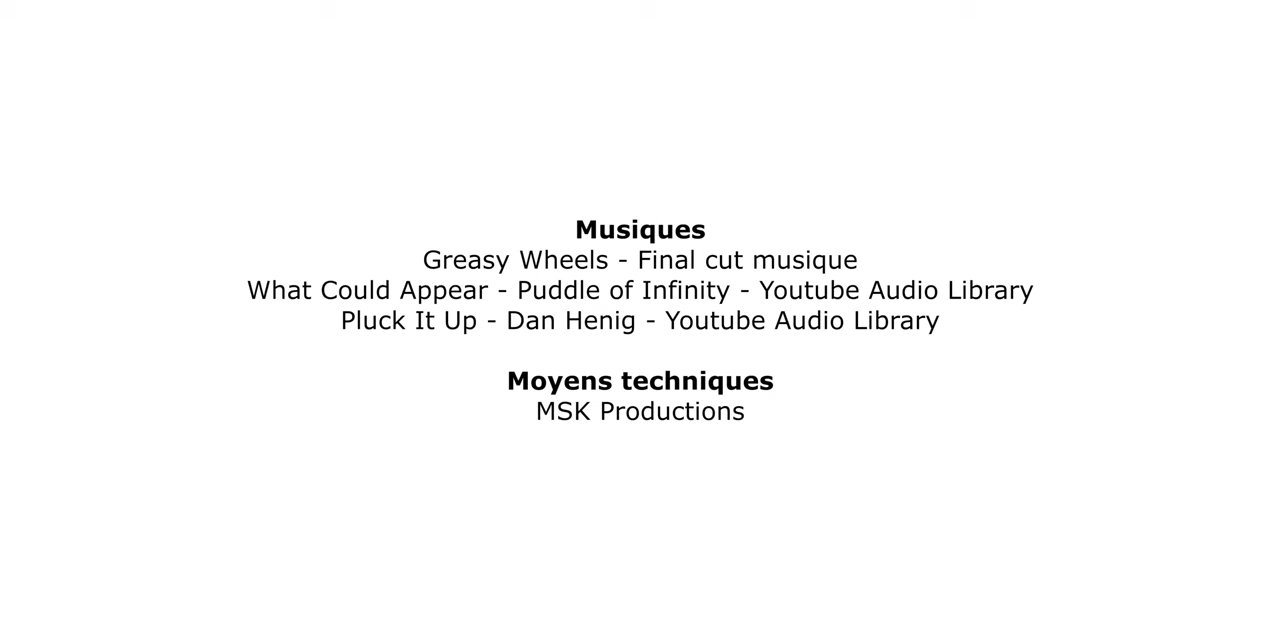 Musiques
Greasy Wheels - Final cut musique
What Could Appear - Puddle of Infinity - Youtube Audio Library
Pluck It Up - Dan Henig - Youtube Audio Library
Moyens techniques
MSK Productions